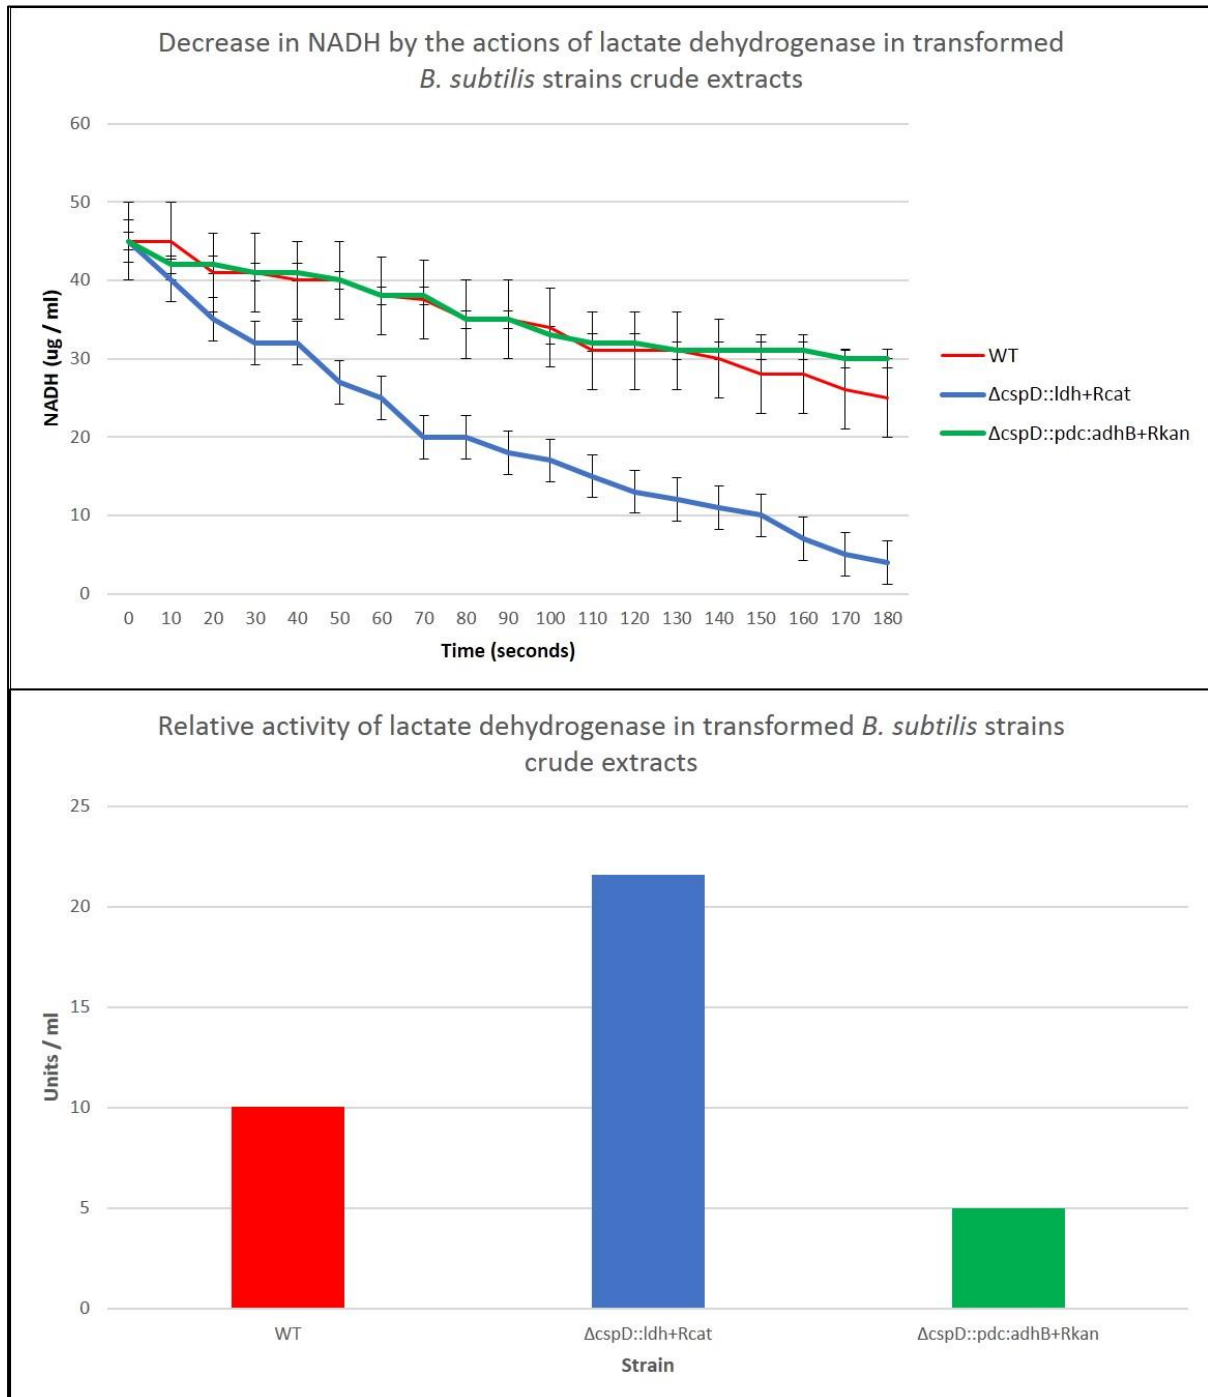 Decrease in NADH by the actions of lactate dehydrogenase in transformed
B. subtilis strains crude extracts
60
50
40
30
20
10
0
NADH (ug / ml)
0 10 20 30 40 50 60 70 80 90 100 110 120 130 140 150 160 170 180
Time (seconds)
WT
ΔcspD::ldh+Rcat
ΔcspD::pdc:adhB+Rkan
Relative activity of lactate dehydrogenase in transformed B. subtilis strains
crude extracts
25
20
15
10
5
0
Units / ml
WT ΔcspD::ldh+Rcat ΔcspD::pdc:adhB+Rkan
Strain